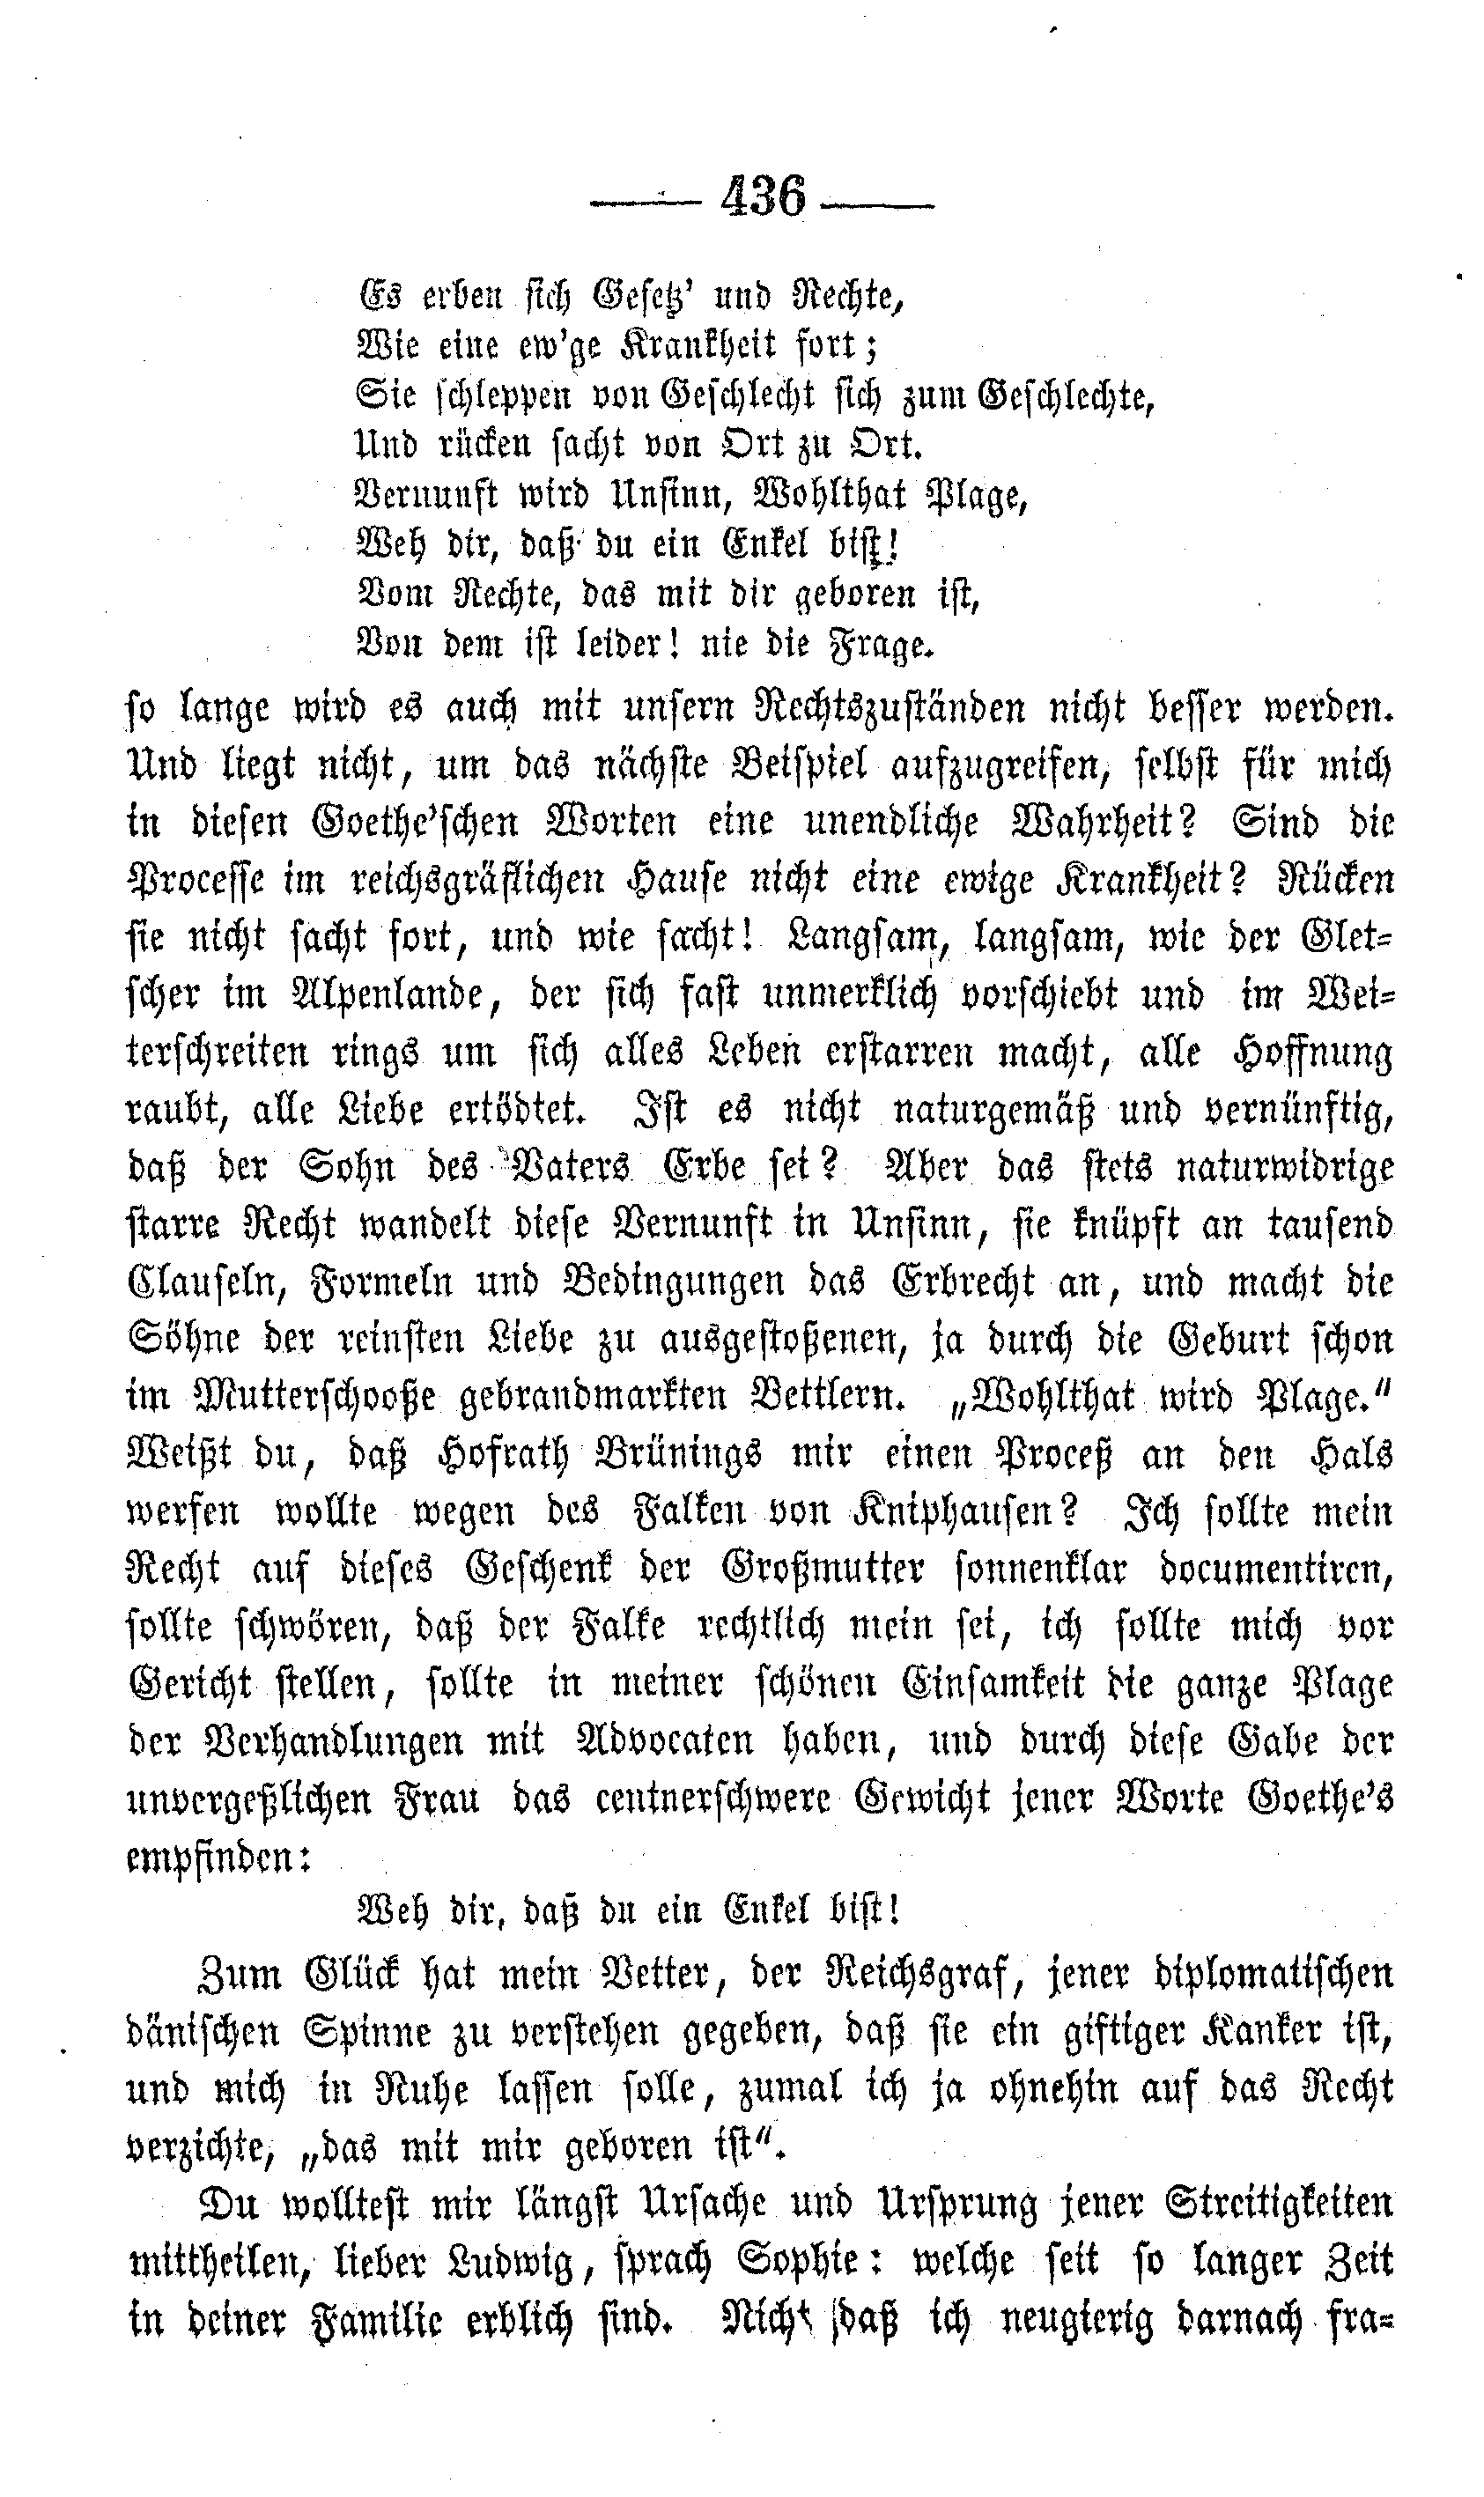 —— 436 ——
Es erben sich Gesetz' und Rechte,
Wie eine ew'ge Krankheit fort;
Sie schleppen von Geschlecht sich zum Geschlechte,
Und rücken sacht von Ort zu Ort.
Vernunft wird Unsinn, Wohlthat Plage,
Weh dir, daß du ein Enkel bist!
Vom Rechte, das mit dir geboren ist,
Von dem ist leider! nie die Frage.
so lange wird es auch mit unsern Rechtszuständen nicht besser werden.
Und liegt nicht, um das nächste Beispiel aufzugreifen, selbst für mich
in diesen Goethe'schen Worten eine unendliche Wahrheit? Sind die
Processe im reichsgräflichen Hause nicht eine ewige Krankheit? Rücken
sie nicht sacht fort, und wie sacht! Langsam, langsam, wie der Glet-
scher im Alpenlande, der sich fast unmerklich vorschiebt und im Wei-
terschreiten rings um sich alles Leben erstarren macht, alle Hoffnung
raubt, alle Liebe ertödtet. Ist es nicht naturgemäß und vernünftig,
daß der Sohn des Vaters Erbe sei? Aber das stets naturwidrige
starre Recht wandelt diese Vernunft in Unsinn, sie knüpft an tausend
Clauseln, Formeln und Bedingungen das Erbrecht an, und macht die
Söhne der reinsten Liebe zu ausgestoßenen, ja durch die Geburt schon
im Mutterschooße gebrandmarkten Bettlern. „Wohlthat wird Plage.“
Weißt du, daß Hofrath Brünings mir einen Proceß an den Hals
werfen wollte wegen des Falken von Kniphausen? Ich sollte mein
Recht auf dieses Geschenk der Großmutter sonnenklar documentiren,
sollte schwören, daß der Falke rechtlich mein sei, ich sollte mich vor
Gericht stellen, sollte in meiner schönen Einsamkeit die ganze Plage
der Verhandlungen mit Advocaten haben, und durch diese Gabe der
unvergeßlichen Frau das centnerschwere Gewicht jener Worte Goethe's
empfinden:
Weh dir, daß du ein Enkel bist!
Zum Glück hat mein Vetter, der Reichsgraf, jener diplomatischen
dänischen Spinne zu verstehen gegeben, daß sie ein giftiger Kanker ist,
und mich in Ruhe lassen solle, zumal ich ja ohnehin auf das Recht
verzichte, „das mit mir geboren ist“.
Du wolltest mir längst Ursache und Ursprung jener Streitigkeiten
mittheilen, lieber Ludwig, sprach Sophie: welche seit so langer Zeit
in deiner Familie erblich sind. Nicht daß ich neugierig darnach fra-